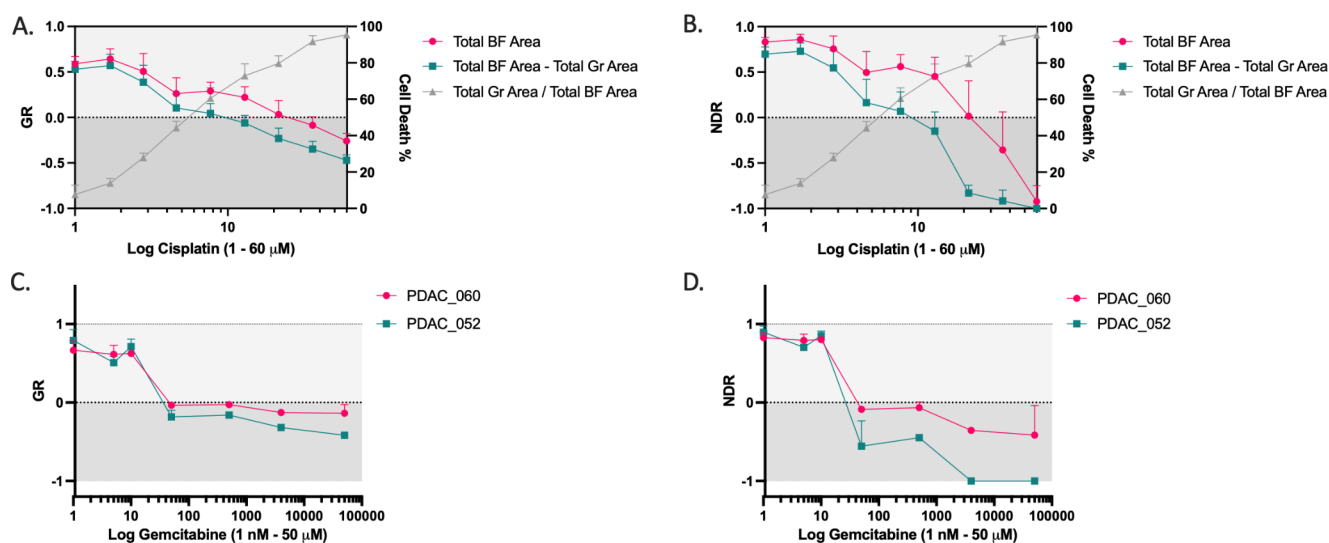 A.
1.0
0.5
0.0
-0.5
-1.0
GR
100
80
60
40
20
0
Cell Death %
1
10
Log Cisplatin (1 - 60 μM)
Total BF Area
Total BF Area - Total Gr Area
Total Gr Area / Total BF Area
B.
1.0
0.5
0.0
-0.5
-1.0
NDR
100
80
60
40
20
0
Cell Death %
1
10
Log Cisplatin (1 - 60 μM)
Total BF Area
Total BF Area - Total Gr Area
Total Gr Area / Total BF Area
C.
1
0
-1
GR
1
10
100
1000
10000
100000
Log Gemcitabine (1 nM - 50 μM)
PDAC_060
PDAC_052
D.
1
0
-1
NDR
1
10
100
1000
10000
100000
Log Gemcitabine (1 nM - 50 μM)
PDAC_060
PDAC_052